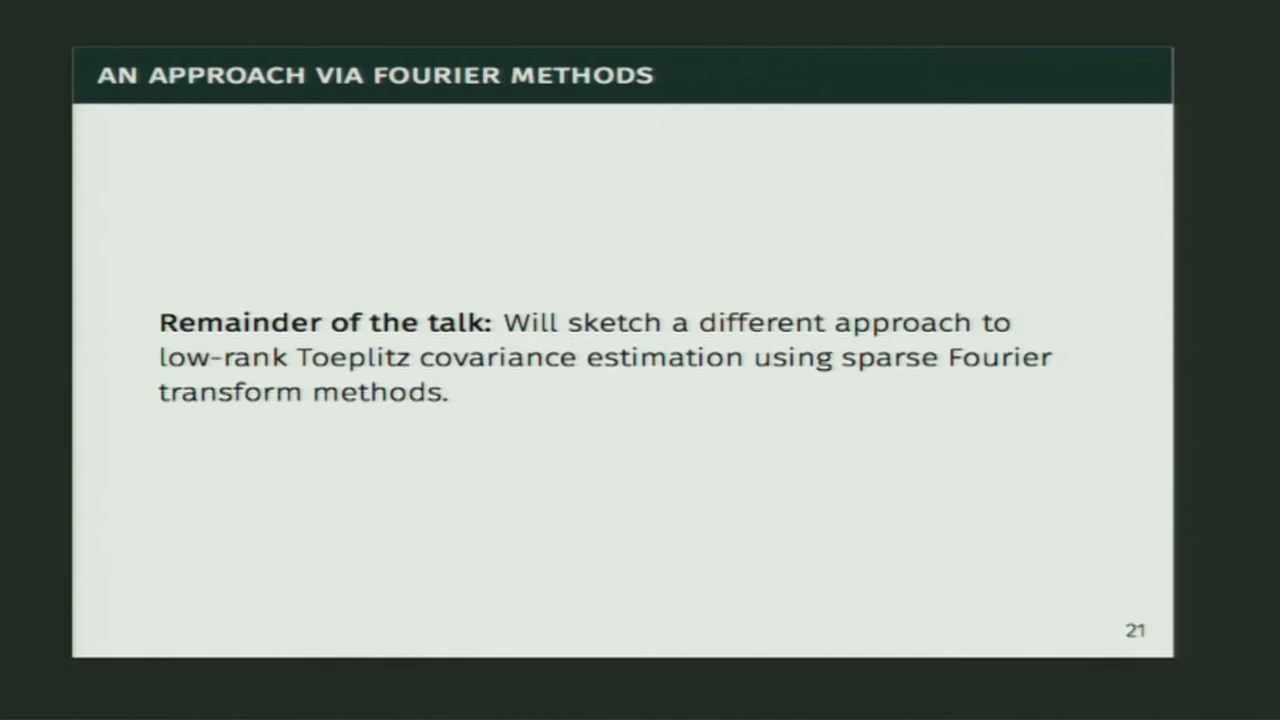 AN APPROACH VIA FOURIER METHODS
Remainder of the talk: Will sketch a different approach to
low-rank Toeplitz covariance estimation using sparse Fourier
transform methods.
21